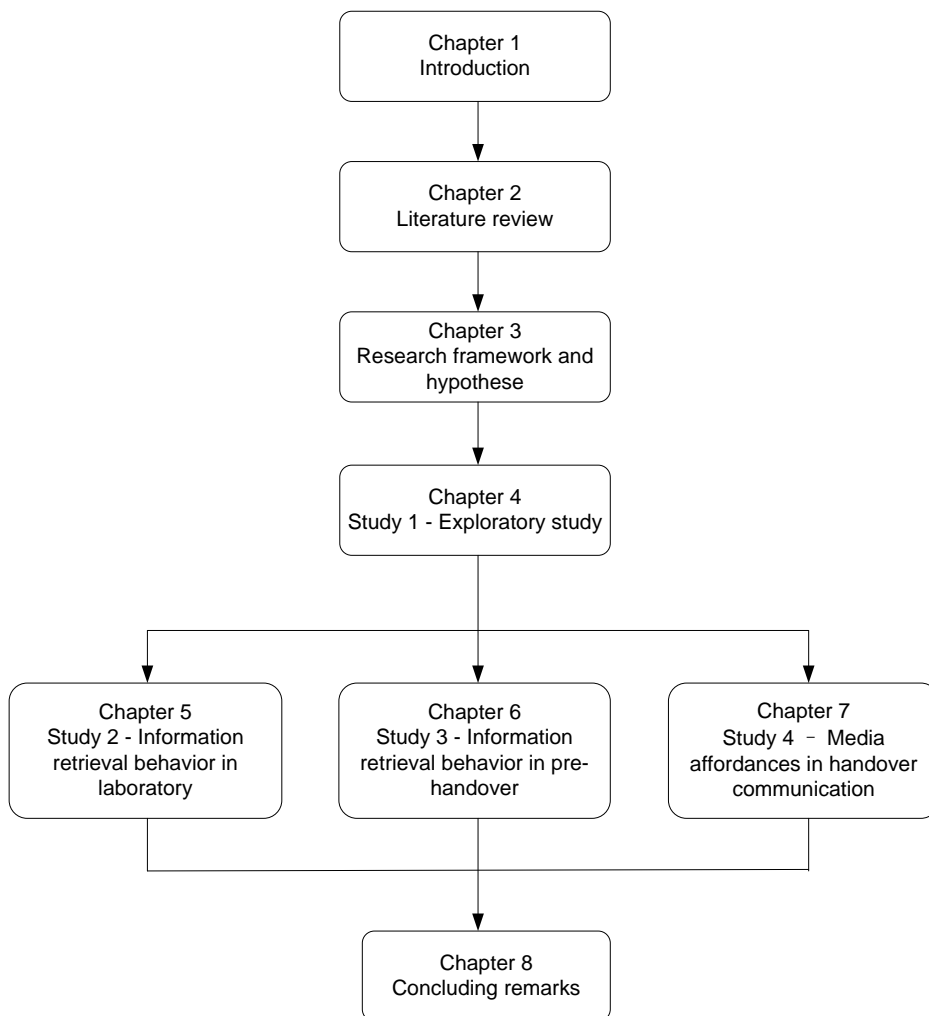 Chapter 1
Introduction
Chapter 2
Literature review
Chapter 3
Research framework and
hypothese
Chapter 4
Study 1 - Exploratory study
Chapter 5
Study 2 - Information
retrieval behavior in
laboratory
Chapter 6
Study 3 - Information
retrieval behavior in pre-
handover
Chapter 7
Study 4 – Media
affordances in handover
communication
Chapter 8
Concluding remarks